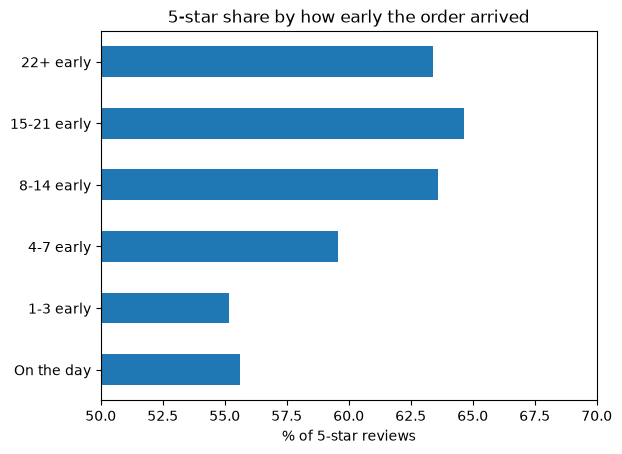 5-star share by how early the order arrived
22+ early
15-21 early
8-14 early
4-7 early
1-3 early
On the day
50.0 52.5 55.0 57.5 60.0 62.5 65.0 67.5 70.0
% of 5-star reviews